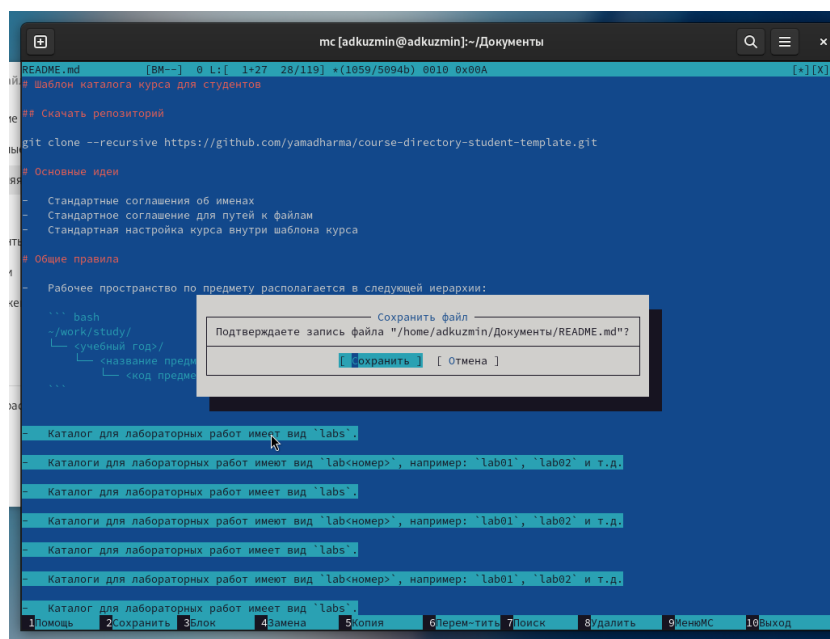 mc [adkuzmin@adkuzmin]:~/Документы
README.md [BM--] 0 L:[ 1+27 28/119] *(1059/5094b) 0010 0x00A [*][X]
# Шаблон каталога курса для студентов
## Скачать репозиторий
git clone --recursive https://github.com/yamadharma/course-directory-student-template.git
# Основные идеи
- Стандартные соглашения об именах
- Стандартное соглашение для путей к файлам
- Стандартная настройка курса внутри шаблона курса
# Общие правила
- Рабочее пространство по предмету располагается в следующей иерархии:
``` bash
~/work/study/
└── <учебный год>/
└── <название предм
└── <код предме
```
Сохранить файл
Подтверждаете запись файла "/home/adkuzmin/Документы/README.md"?
[ Сохранить ] [ Отмена ]
- Каталог для лабораторных работ имеет вид `labs`.
- Каталоги для лабораторных работ имеют вид `lab<номер>`, например: `lab01`, `lab02` и т.д.
- Каталог для лабораторных работ имеет вид `labs`.
- Каталоги для лабораторных работ имеют вид `lab<номер>`, например: `lab01`, `lab02` и т.д.
- Каталог для лабораторных работ имеет вид `labs`.
- Каталоги для лабораторных работ имеют вид `lab<номер>`, например: `lab01`, `lab02` и т.д.
- Каталог для лабораторных работ имеет вид `labs`.
1Помощь 2Сохранить 3Блок 4Замена 5Копия 6Перем-тить 7Поиск 8Удалить 9МенюMC 10Выход